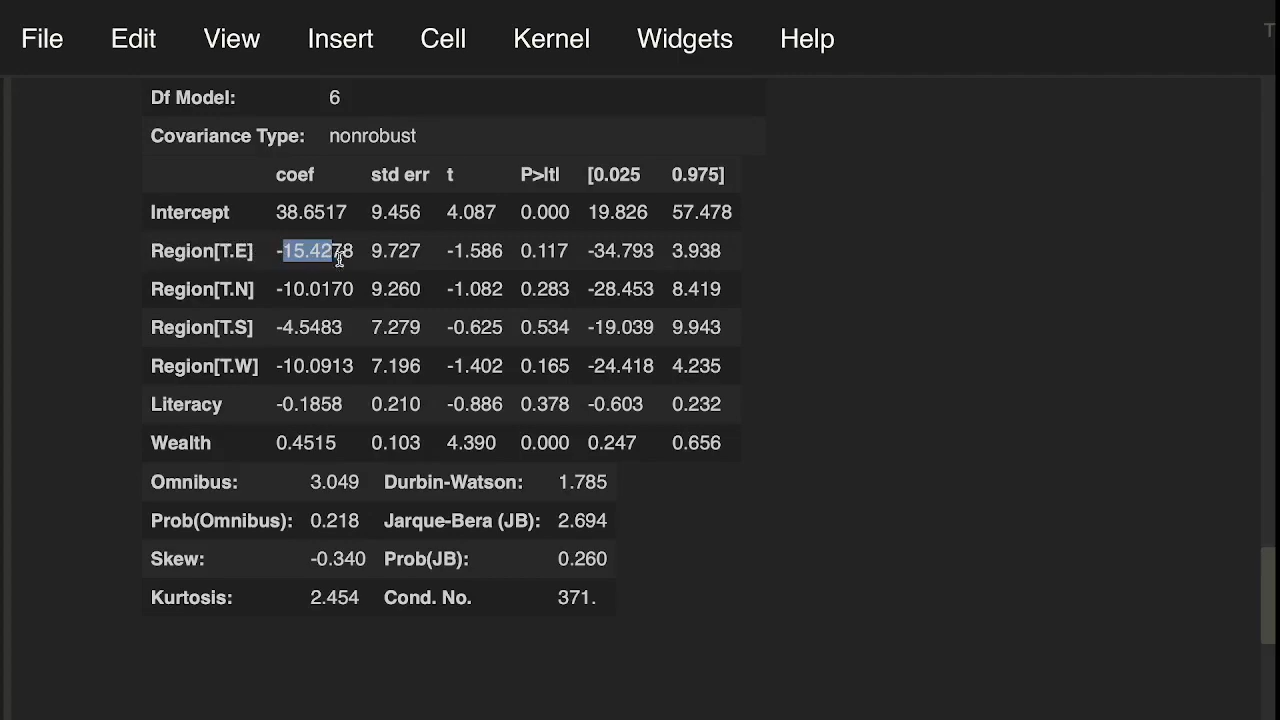 File Edit View Insert Cell Kernel Widgets Help
T
Df Model: 6
Covariance Type: nonrobust
coef std err t P>|t| [0.025 0.975]
Intercept 38.6517 9.456 4.087 0.000 19.826 57.478
Region[T.E] -15.4278 9.727 -1.586 0.117 -34.793 3.938
Region[T.N] -10.0170 9.260 -1.082 0.283 -28.453 8.419
Region[T.S] -4.5483 7.279 -0.625 0.534 -19.039 9.943
Region[T.W] -10.0913 7.196 -1.402 0.165 -24.418 4.235
Literacy -0.1858 0.210 -0.886 0.378 -0.603 0.232
Wealth 0.4515 0.103 4.390 0.000 0.247 0.656
Omnibus: 3.049 Durbin-Watson: 1.785
Prob(Omnibus): 0.218 Jarque-Bera (JB): 2.694
Skew: -0.340 Prob(JB): 0.260
Kurtosis: 2.454 Cond. No. 371.